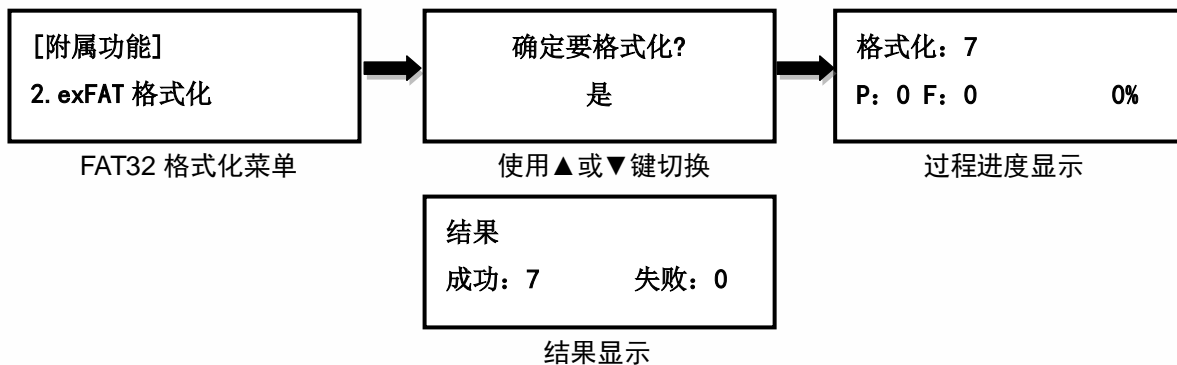 [附属功能]
2. exFAT 格式化
FAT32 格式化菜单
确定要格式化?
是
使用▲或▼键切换
格式化：7
P：0 F：0 0%
过程进度显示
结果
成功：7 失败：0
结果显示